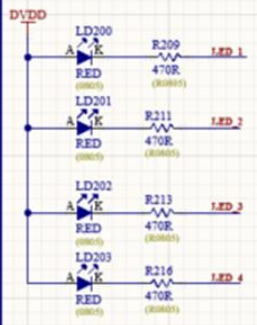 DVDD
LD200
A K
RED
(0805)
R209
470R
(R0805)
LED_1
LD201
A K
RED
(0805)
R211
470R
(R0805)
LED_2
LD202
A K
RED
(0805)
R213
470R
(R0805)
LED_3
LD203
A K
RED
(0805)
R216
470R
(R0805)
LED_4